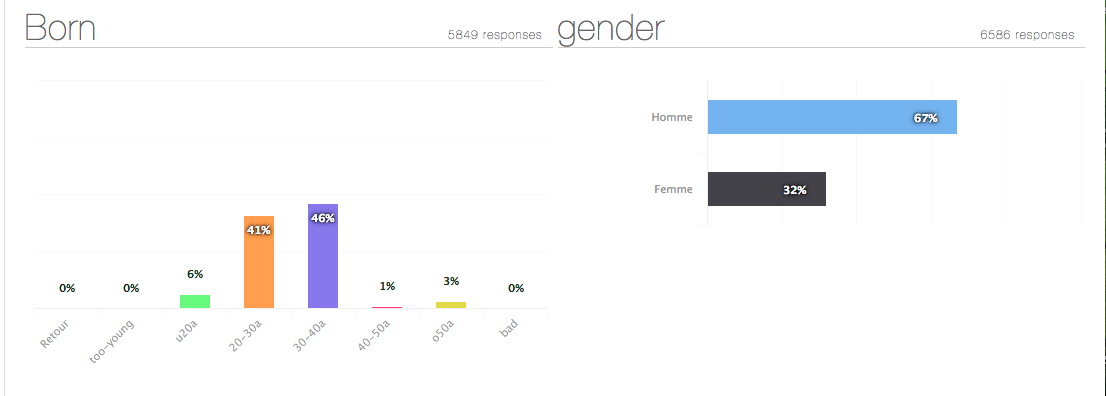 Born
5849 responses
0%
0%
6%
41%
46%
1%
3%
0%
Retour
too-young
u20a
20-30a
30-40a
40-50a
o50a
bad
gender
6586 responses
Homme
67%
Femme
32%